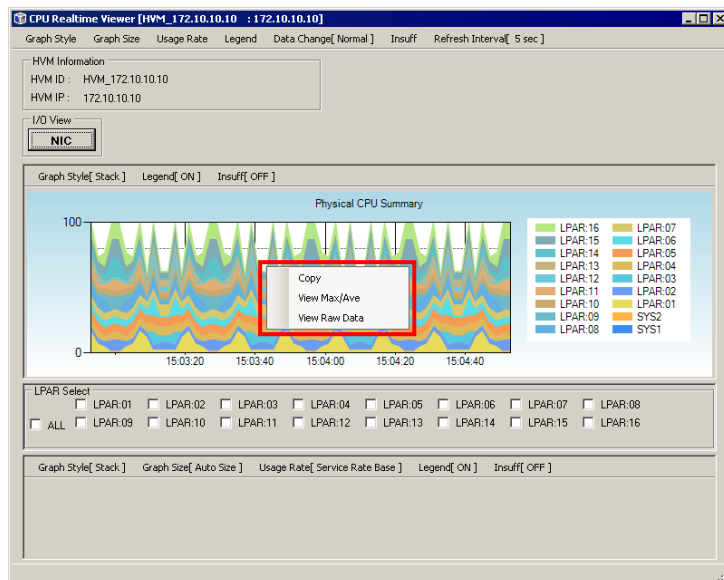 CPU Realtime Viewer [HVM_172.10.10.10 : 172.10.10.10]
Graph Style Graph Size Usage Rate Legend Data Change[ Normal ] Insuff Refresh Interval[ 5 sec ]
HVM Information
HVM ID : HVM_172.10.10.10
HVM IP : 172.10.10.10
I/O View
NIC
Graph Style[ Stack ] Legend[ ON ] Insuff[ OFF ]
Physical CPU Summary
100
0
15:03:20 15:03:40 15:04:00 15:04:20 15:04:40
Copy
View Max/Ave
View Raw Data
LPAR:16 LPAR:07
LPAR:15 LPAR:06
LPAR:14 LPAR:05
LPAR:13 LPAR:04
LPAR:12 LPAR:03
LPAR:11 LPAR:02
LPAR:10 LPAR:01
LPAR:09 SYS2
LPAR:08 SYS1
LPAR Select
LPAR:01 LPAR:02 LPAR:03 LPAR:04 LPAR:05 LPAR:06 LPAR:07 LPAR:08
ALL LPAR:09 LPAR:10 LPAR:11 LPAR:12 LPAR:13 LPAR:14 LPAR:15 LPAR:16
Graph Style[ Stack ] Graph Size[ Auto Size ] Usage Rate[ Service Rate Base ] Legend[ ON ] Insuff[ OFF ]